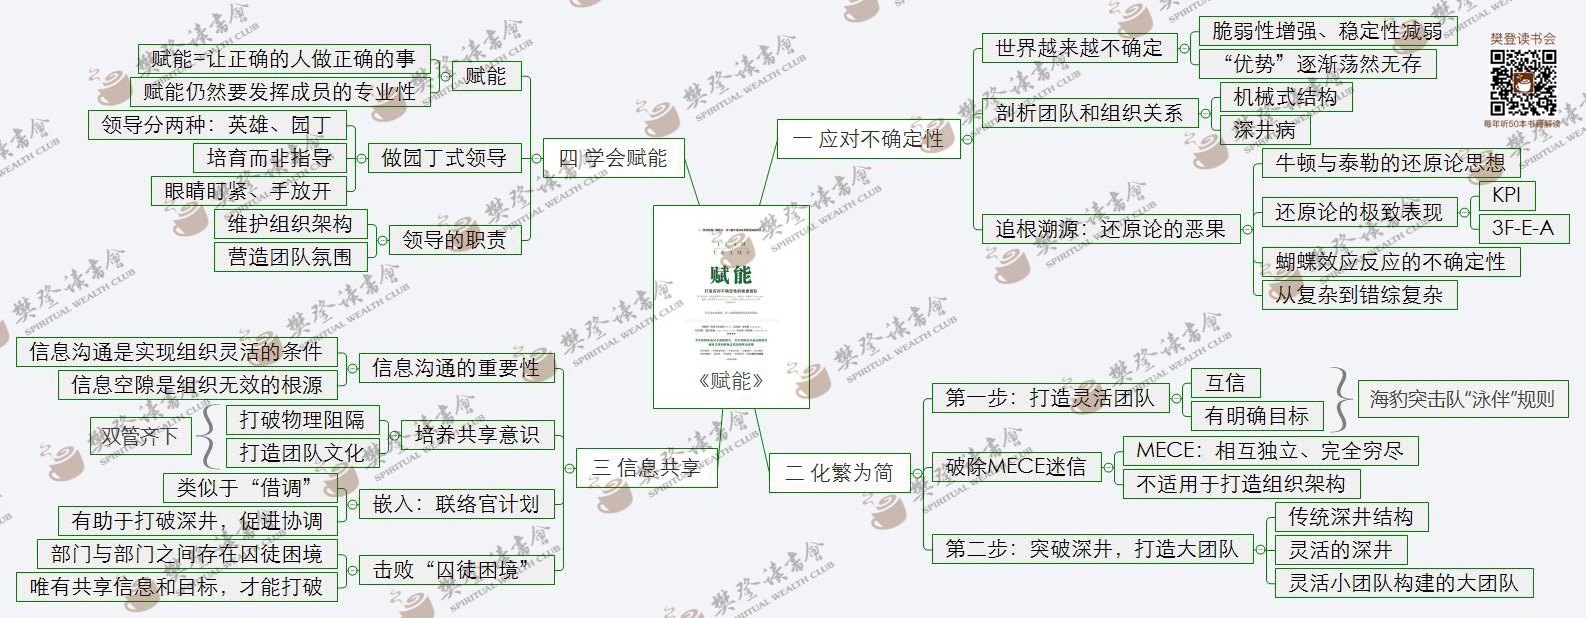 《赋能》
TEAM
TEAMS
赋能
打造应对不确定性的敏捷团队
一 应对不确定性
世界越来越不确定
脆弱性增强、稳定性减弱
“优势”逐渐荡然无存
剖析团队和组织关系
机械式结构
深井病
追根溯源：还原论的恶果
牛顿与泰勒的还原论思想
还原论的极致表现
KPI
3F-E-A
蝴蝶效应反应的不确定性
从复杂到错综复杂
二 化繁为简
第一步：打造灵活团队
互信
有明确目标
海豹突击队“泳伴”规则
破除MECE迷信
MECE：相互独立、完全穷尽
不适用于打造组织架构
第二步：突破深井，打造大团队
传统深井结构
灵活的深井
灵活小团队构建的大团队
三 信息共享
信息沟通的重要性
信息沟通是实现组织灵活的条件
信息空隙是组织无效的根源
培养共享意识
打破物理阻隔
打造团队文化
双管齐下
嵌入：联络官计划
类似于“借调”
有助于打破深井，促进协调
击败“囚徒困境”
部门与部门之间存在囚徒困境
唯有共享信息和目标，才能打破
四 学会赋能
赋能
赋能=让正确的人做正确的事
赋能仍然要发挥成员的专业性
做园丁式领导
领导分两种：英雄、园丁
培育而非指导
眼睛盯紧、手放开
领导的职责
维护组织架构
营造团队氛围
樊登读书会
每年听50本书籍解读
樊登读书會
SPIRITUAL WEALTH CLUB